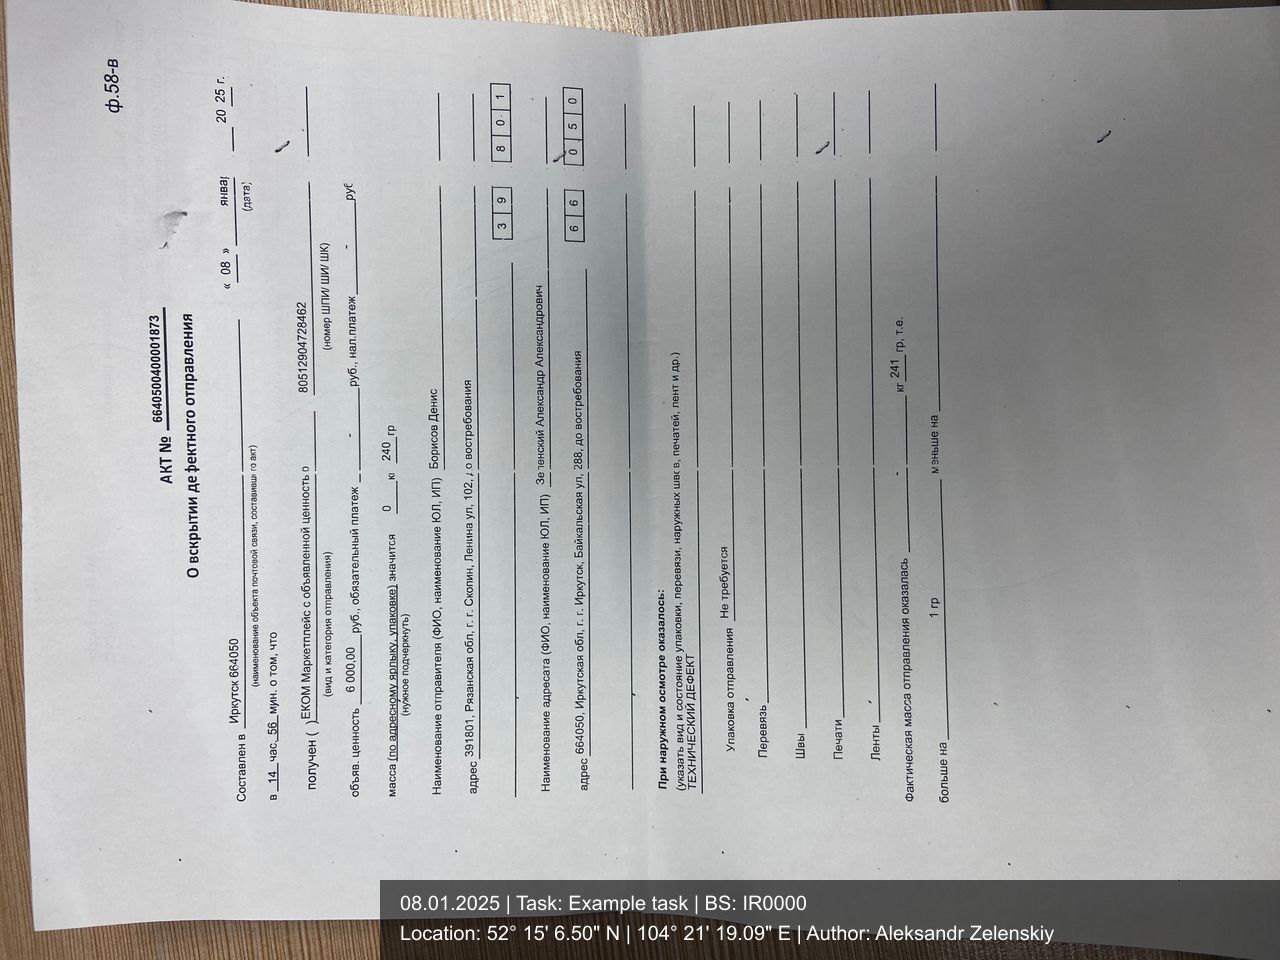 ф.58-в
АКТ № 6640500400001873
О вскрытии дефектного отправления
« 08 » январ 20 25 г.
(дата)
Составлен в Иркутск 664050
(наименование объекта почтовой связи, составивш го акт)
в 14 час. 56 мин. о том, что
получен ( )ЕКОМ Маркетплейс с объявленной ценность о 80512904728462
(вид и категория отправления) (номер ШПИ/ ШИ/ ШК)
объяв. ценность 6 000,00 руб., обязательный платеж - руб., нал.платеж - руб
масса (по адресному ярлыку, упаковке) значится 0 кг 240 гр
(нужное подчеркнуть)
Наименование отправителя (ФИО, наименование ЮЛ, ИП) Борисов Денис
адрес 391801, Рязанская обл, г. г. Скопин, Ленина ул, 102, до востребования
3 9 8 0 1
Наименование адресата (ФИО, наименование ЮЛ, ИП) Зеленский Александр Александрович
адрес 664050, Иркутская обл, г. г. Иркутск, Байкальская ул, 288, до востребования
6 6 0 5 0
При наружном осмотре оказалось:
(указать вид и состояние упаковки, перевязи, наружных швов, печатей, лент и др.)
ТЕХНИЧЕСКИЙ ДЕФЕКТ
Упаковка отправления Не требуется
Перевязь
Швы
Печати
Ленты
Фактическая масса отправления оказалась - кг 241 гр, т.е.
больше на 1 гр меньше на
08.01.2025 | Task: Example task | BS: IR0000
Location: 52° 15' 6.50" N | 104° 21' 19.09" E | Author: Aleksandr Zelenskiy